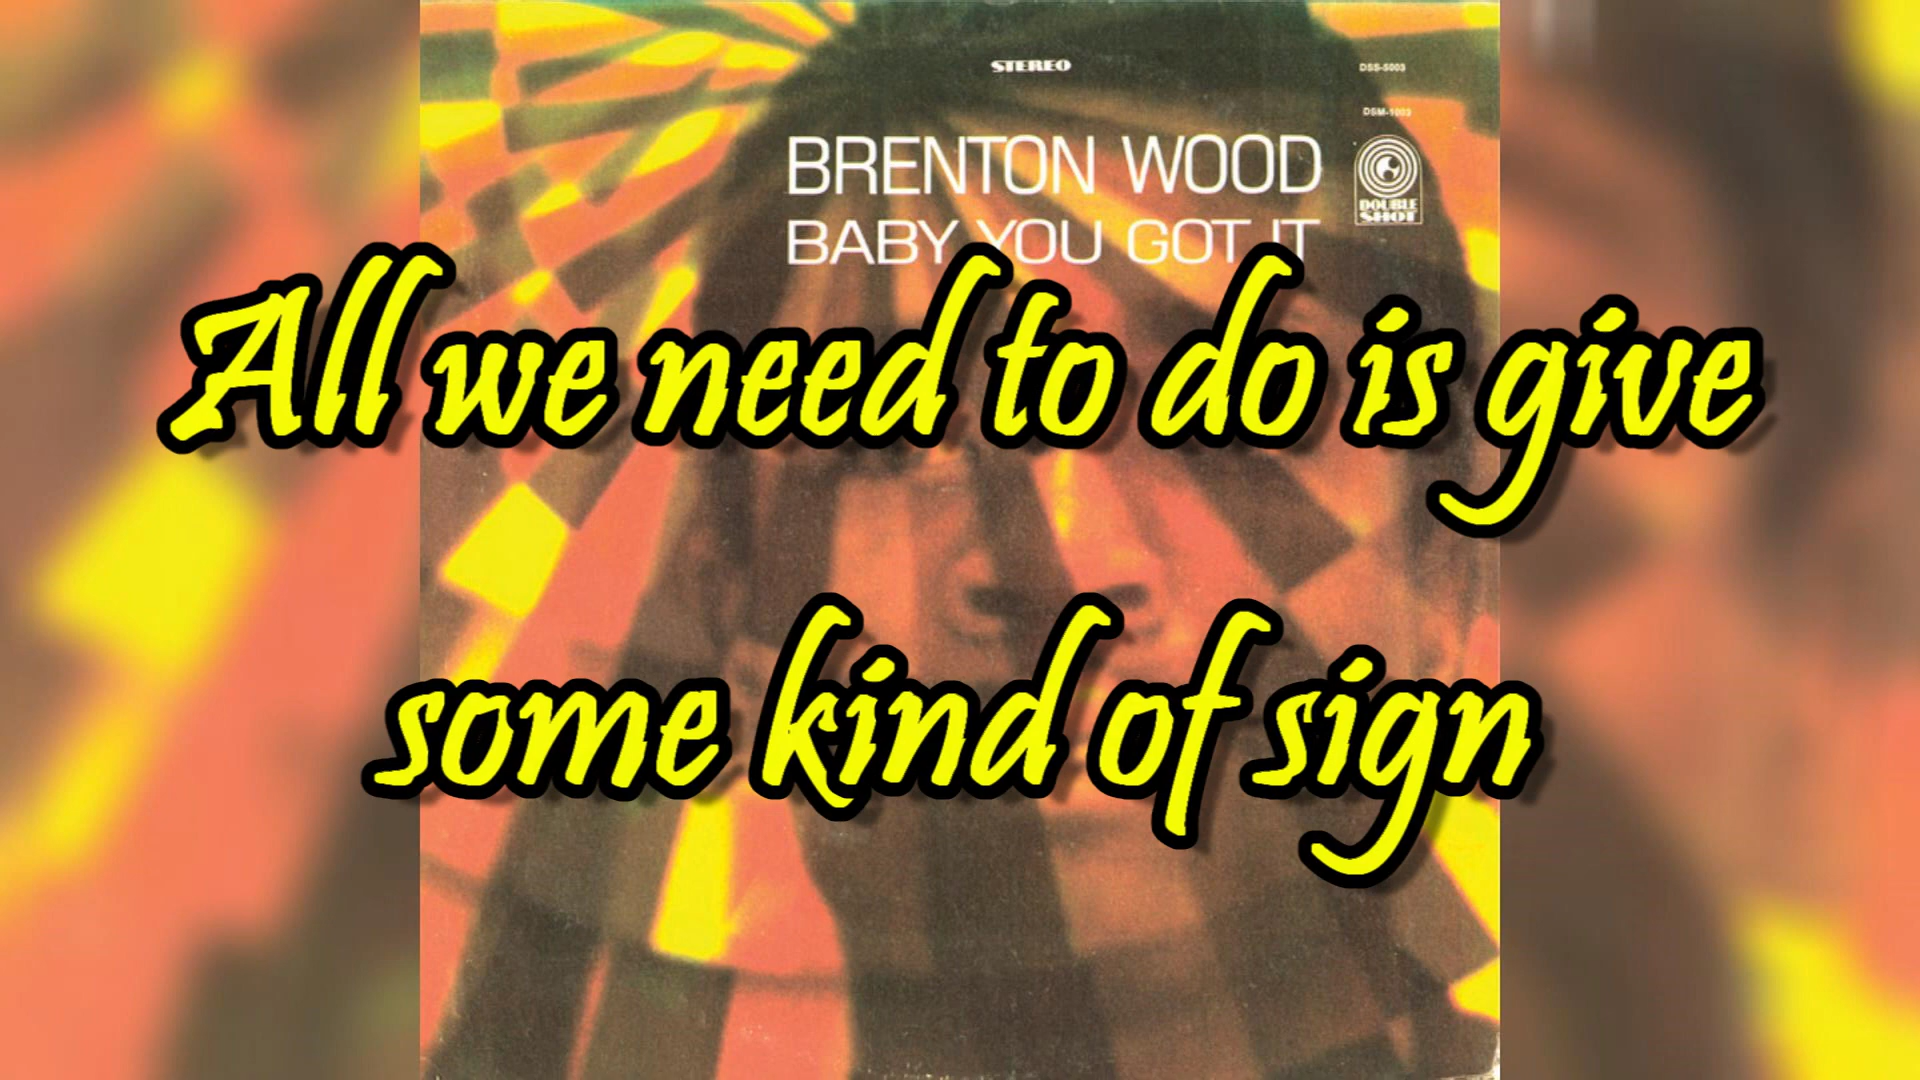 STEREO
DSS-5003
DSM-1003
BRENTON WOOD
BABY YOU GOT IT
DOUBLE
SHOT
All we need to do is give
some kind of sign